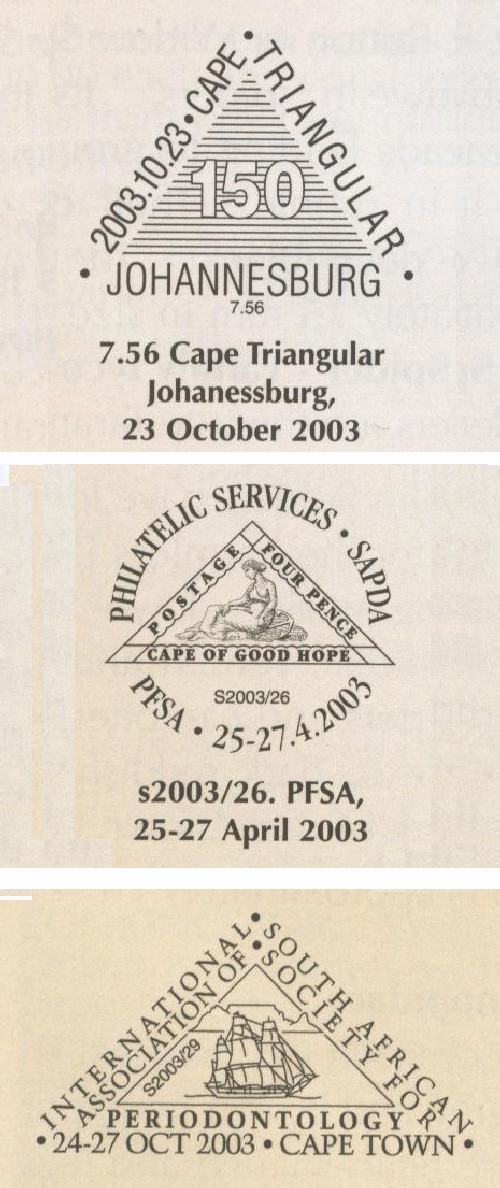 2003.10.23 • CAPE • TRIANGULAR
150
• JOHANNESBURG •
7.56
7.56 Cape Triangular
Johanessburg,
23 October 2003
PHILATELIC SERVICES • SAPDA
POSTAGE
FOUR PENCE
CAPE OF GOOD HOPE
S2003/26
PFSA • 25-27.4.2003
s2003/26. PFSA,
25-27 April 2003
INTERNATIONAL • SOUTH AFRICAN
ASSOCIATION OF • SOCIETY FOR
S2003/29
PERIODONTOLOGY
• 24-27 OCT 2003 • CAPE TOWN •